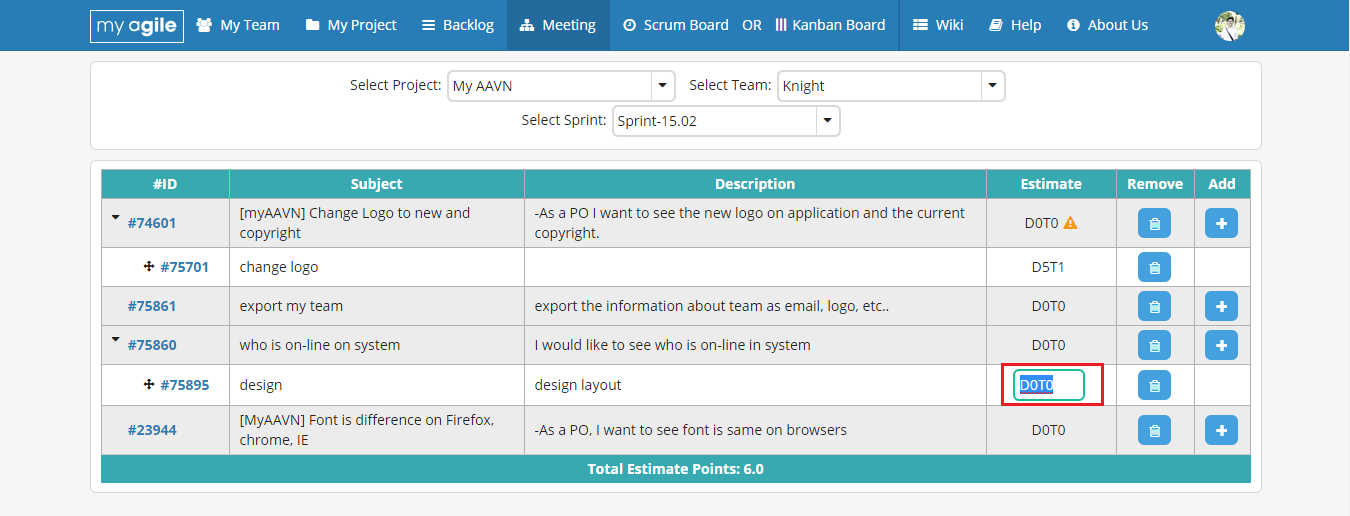 my agile My Team My Project Backlog Meeting Scrum Board OR Kanban Board Wiki Help About Us
Select Project: My AAVN Select Team: Knight
Select Sprint: Sprint-15.02
#ID Subject Description Estimate Remove Add
#74601 [myAAVN] Change Logo to new and copyright -As a PO I want to see the new logo on application and the current copyright. D0T0
#75701 change logo D5T1
#75861 export my team export the information about team as email, logo, etc.. D0T0
#75860 who is on-line on system I would like to see who is on-line in system D0T0
#75895 design design layout D0T0
#23944 [MyAAVN] Font is difference on Firefox, chrome, IE -As a PO, I want to see font is same on browsers D0T0
Total Estimate Points: 6.0